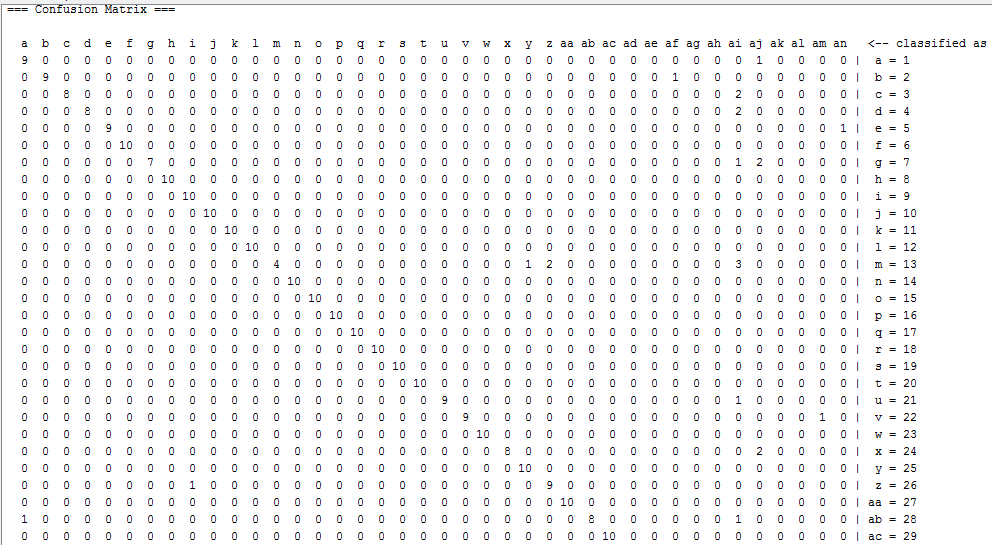 === Confusion Matrix ===
a b c d e f g h i j k l m n o p q r s t u v w x y z aa ab ac ad ae af ag ah ai aj ak al am an <-- classified as
9 0 0 0 0 0 0 0 0 0 0 0 0 0 0 0 0 0 0 0 0 0 0 0 0 0 0 0 0 0 0 0 0 0 0 1 0 0 0 0 | a = 1
0 9 0 0 0 0 0 0 0 0 0 0 0 0 0 0 0 0 0 0 0 0 0 0 0 0 0 0 0 0 0 1 0 0 0 0 0 0 0 0 | b = 2
0 0 8 0 0 0 0 0 0 0 0 0 0 0 0 0 0 0 0 0 0 0 0 0 0 0 0 0 0 0 0 0 0 0 2 0 0 0 0 0 | c = 3
0 0 0 8 0 0 0 0 0 0 0 0 0 0 0 0 0 0 0 0 0 0 0 0 0 0 0 0 0 0 0 0 0 0 2 0 0 0 0 0 | d = 4
0 0 0 0 9 0 0 0 0 0 0 0 0 0 0 0 0 0 0 0 0 0 0 0 0 0 0 0 0 0 0 0 0 0 0 0 0 0 0 1 | e = 5
0 0 0 0 0 10 0 0 0 0 0 0 0 0 0 0 0 0 0 0 0 0 0 0 0 0 0 0 0 0 0 0 0 0 0 0 0 0 0 0 | f = 6
0 0 0 0 0 0 7 0 0 0 0 0 0 0 0 0 0 0 0 0 0 0 0 0 0 0 0 0 0 0 0 0 0 0 1 2 0 0 0 0 | g = 7
0 0 0 0 0 0 0 10 0 0 0 0 0 0 0 0 0 0 0 0 0 0 0 0 0 0 0 0 0 0 0 0 0 0 0 0 0 0 0 0 | h = 8
0 0 0 0 0 0 0 0 10 0 0 0 0 0 0 0 0 0 0 0 0 0 0 0 0 0 0 0 0 0 0 0 0 0 0 0 0 0 0 0 | i = 9
0 0 0 0 0 0 0 0 0 10 0 0 0 0 0 0 0 0 0 0 0 0 0 0 0 0 0 0 0 0 0 0 0 0 0 0 0 0 0 0 | j = 10
0 0 0 0 0 0 0 0 0 0 10 0 0 0 0 0 0 0 0 0 0 0 0 0 0 0 0 0 0 0 0 0 0 0 0 0 0 0 0 0 | k = 11
0 0 0 0 0 0 0 0 0 0 0 10 0 0 0 0 0 0 0 0 0 0 0 0 0 0 0 0 0 0 0 0 0 0 0 0 0 0 0 0 | l = 12
0 0 0 0 0 0 0 0 0 0 0 0 4 0 0 0 0 0 0 0 0 0 0 0 1 2 0 0 0 0 0 0 0 0 3 0 0 0 0 0 | m = 13
0 0 0 0 0 0 0 0 0 0 0 0 0 10 0 0 0 0 0 0 0 0 0 0 0 0 0 0 0 0 0 0 0 0 0 0 0 0 0 0 | n = 14
0 0 0 0 0 0 0 0 0 0 0 0 0 0 10 0 0 0 0 0 0 0 0 0 0 0 0 0 0 0 0 0 0 0 0 0 0 0 0 0 | o = 15
0 0 0 0 0 0 0 0 0 0 0 0 0 0 0 10 0 0 0 0 0 0 0 0 0 0 0 0 0 0 0 0 0 0 0 0 0 0 0 0 | p = 16
0 0 0 0 0 0 0 0 0 0 0 0 0 0 0 0 10 0 0 0 0 0 0 0 0 0 0 0 0 0 0 0 0 0 0 0 0 0 0 0 | q = 17
0 0 0 0 0 0 0 0 0 0 0 0 0 0 0 0 0 10 0 0 0 0 0 0 0 0 0 0 0 0 0 0 0 0 0 0 0 0 0 0 | r = 18
0 0 0 0 0 0 0 0 0 0 0 0 0 0 0 0 0 0 10 0 0 0 0 0 0 0 0 0 0 0 0 0 0 0 0 0 0 0 0 0 | s = 19
0 0 0 0 0 0 0 0 0 0 0 0 0 0 0 0 0 0 0 10 0 0 0 0 0 0 0 0 0 0 0 0 0 0 0 0 0 0 0 0 | t = 20
0 0 0 0 0 0 0 0 0 0 0 0 0 0 0 0 0 0 0 0 9 0 0 0 0 0 0 0 0 0 0 0 0 0 1 0 0 0 0 0 | u = 21
0 0 0 0 0 0 0 0 0 0 0 0 0 0 0 0 0 0 0 0 0 9 0 0 0 0 0 0 0 0 0 0 0 0 0 0 0 0 1 0 | v = 22
0 0 0 0 0 0 0 0 0 0 0 0 0 0 0 0 0 0 0 0 0 0 10 0 0 0 0 0 0 0 0 0 0 0 0 0 0 0 0 0 | w = 23
0 0 0 0 0 0 0 0 0 0 0 0 0 0 0 0 0 0 0 0 0 0 0 8 0 0 0 0 0 0 0 0 0 0 0 2 0 0 0 0 | x = 24
0 0 0 0 0 0 0 0 0 0 0 0 0 0 0 0 0 0 0 0 0 0 0 0 10 0 0 0 0 0 0 0 0 0 0 0 0 0 0 0 | y = 25
0 0 0 0 0 0 0 0 1 0 0 0 0 0 0 0 0 0 0 0 0 0 0 0 0 9 0 0 0 0 0 0 0 0 0 0 0 0 0 0 | z = 26
0 0 0 0 0 0 0 0 0 0 0 0 0 0 0 0 0 0 0 0 0 0 0 0 0 0 10 0 0 0 0 0 0 0 0 0 0 0 0 0 | aa = 27
1 0 0 0 0 0 0 0 0 0 0 0 0 0 0 0 0 0 0 0 0 0 0 0 0 0 0 8 0 0 0 0 0 0 1 0 0 0 0 0 | ab = 28
0 0 0 0 0 0 0 0 0 0 0 0 0 0 0 0 0 0 0 0 0 0 0 0 0 0 0 0 10 0 0 0 0 0 0 0 0 0 0 0 | ac = 29